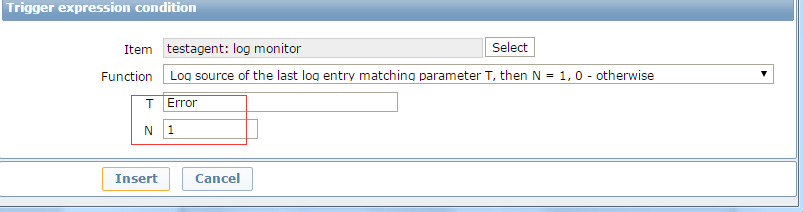 Trigger expression condition
Item testagent: log monitor Select
Function Log source of the last log entry matching parameter T, then N = 1, 0 - otherwise
T Error
N 1
Insert Cancel